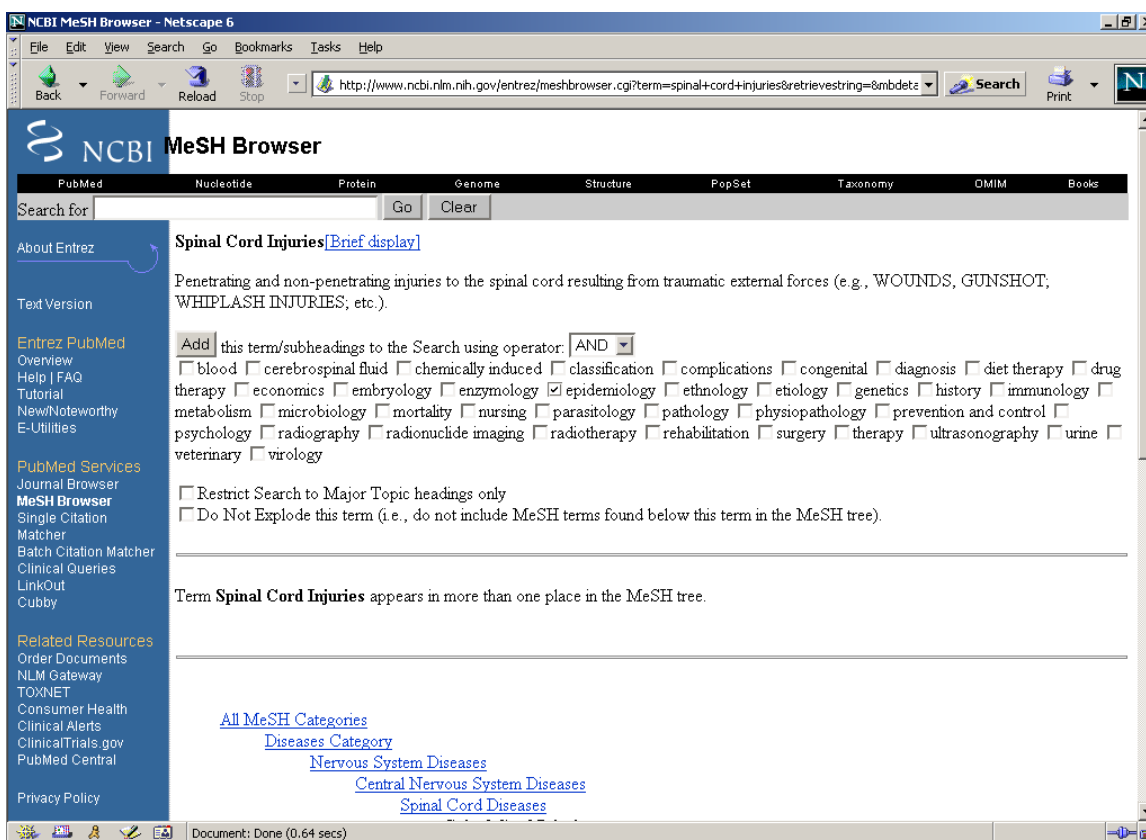 NCBI MeSH Browser - Netscape 6
File Edit View Search Go Bookmarks Tasks Help
Back Forward Reload Stop http://www.ncbi.nlm.nih.gov/entrez/meshbrowser.cgi?term=spinal+cord+injuries&retrievestring=&mbdeta Search Print N
NCBI MeSH Browser
PubMed Nucleotide Protein Genome Structure PopSet Taxonomy OMIM Books
Search for Go Clear
About Entrez
Text Version
Entrez PubMed
Overview
Help | FAQ
Tutorial
New/Noteworthy
E-Utilities
PubMed Services
Journal Browser
MeSH Browser
Single Citation
Matcher
Batch Citation Matcher
Clinical Queries
LinkOut
Cubby
Related Resources
Order Documents
NLM Gateway
TOXNET
Consumer Health
Clinical Alerts
ClinicalTrials.gov
PubMed Central
Privacy Policy
Spinal Cord Injuries[Brief display]
Penetrating and non-penetrating injuries to the spinal cord resulting from traumatic external forces (e.g., WOUNDS, GUNSHOT;
WHIPLASH INJURIES; etc.).
Add this term/subheadings to the Search using operator: AND
blood cerebrospinal fluid chemically induced classification complications congenital diagnosis diet therapy drug
therapy economics embryology enzymology epidemiology ethnology etiology genetics history immunology
metabolism microbiology mortality nursing parasitology pathology physiopathology prevention and control
psychology radiography radionuclide imaging radiotherapy rehabilitation surgery therapy ultrasonography urine
veterinary virology
Restrict Search to Major Topic headings only
Do Not Explode this term (i.e., do not include MeSH terms found below this term in the MeSH tree).
Term Spinal Cord Injuries appears in more than one place in the MeSH tree.
All MeSH Categories
Diseases Category
Nervous System Diseases
Central Nervous System Diseases
Spinal Cord Diseases
Document: Done (0.64 secs)